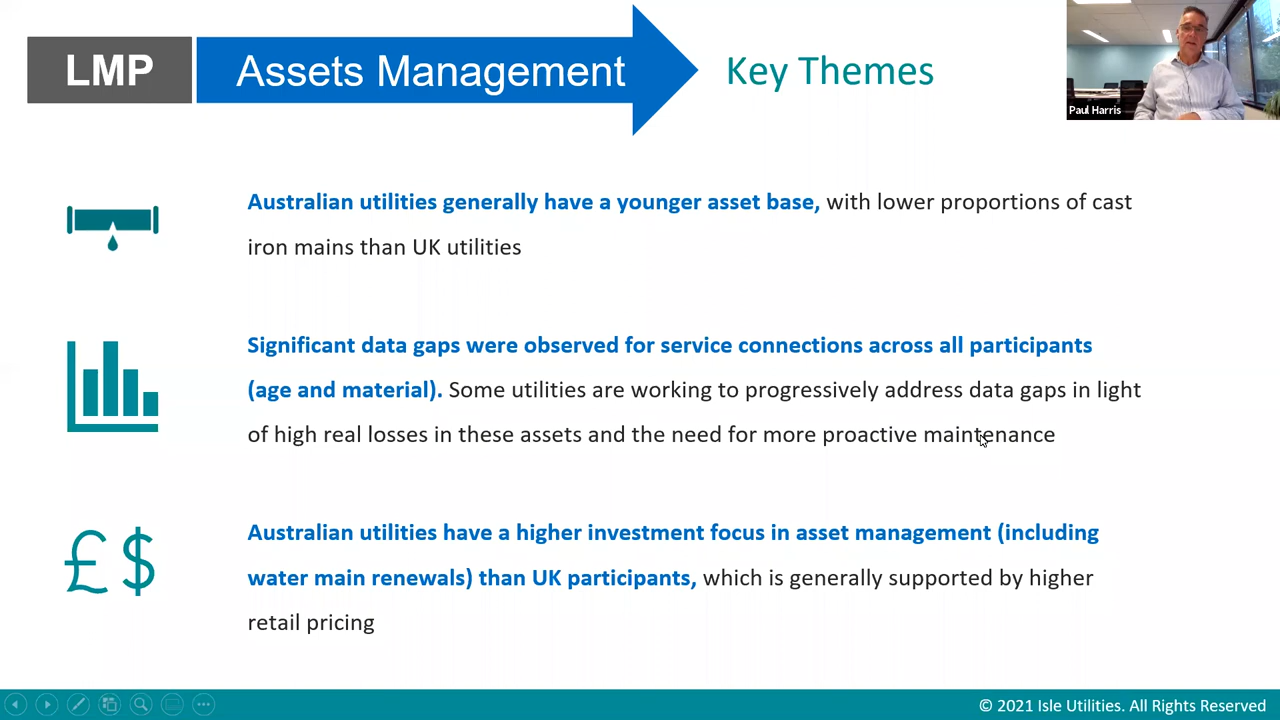 LMP
Assets Management
Key Themes
Paul Harris
Australian utilities generally have a younger asset base, with lower proportions of cast
iron mains than UK utilities
Significant data gaps were observed for service connections across all participants
(age and material). Some utilities are working to progressively address data gaps in light
of high real losses in these assets and the need for more proactive maintenance
£ $
Australian utilities have a higher investment focus in asset management (including
water main renewals) than UK participants, which is generally supported by higher
retail pricing
© 2021 Isle Utilities. All Rights Reserved